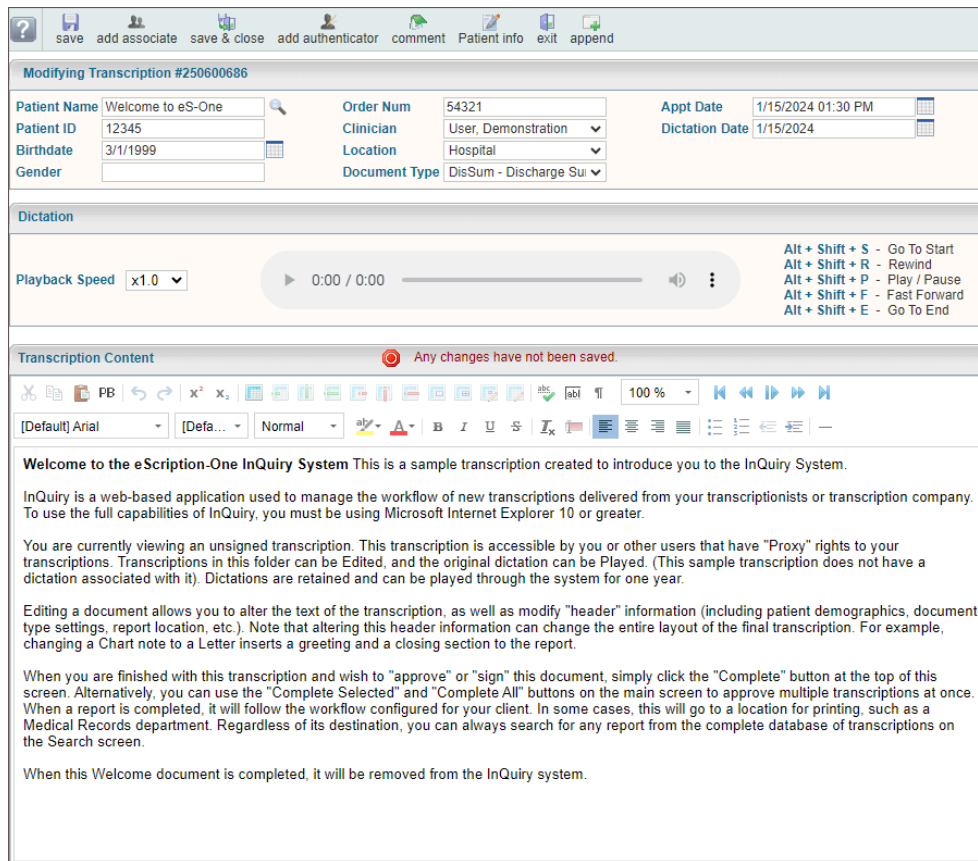 ?
save add associate save & close add authenticator comment Patient info exit append
Modifying Transcription #250600686
Patient Name Welcome to eS-One Order Num 54321 Appt Date 1/15/2024 01:30 PM
Patient ID 12345 Clinician User, Demonstration Dictation Date 1/15/2024
Birthdate 3/1/1999 Location Hospital
Gender Document Type DisSum - Discharge Su
Dictation
Alt + Shift + S - Go To Start
Alt + Shift + R - Rewind
Playback Speed x1.0 0:00 / 0:00 Alt + Shift + P - Play / Pause
Alt + Shift + F - Fast Forward
Alt + Shift + E - Go To End
Transcription Content Any changes have not been saved.
PB x² x₂ abc ab| ¶ 100 %
[Default] Arial [Defa... Normal ab A B I U S Ix
Welcome to the eScription-One InQuiry System This is a sample transcription created to introduce you to the InQuiry System.
InQuiry is a web-based application used to manage the workflow of new transcriptions delivered from your transcriptionists or transcription company.
To use the full capabilities of InQuiry, you must be using Microsoft Internet Explorer 10 or greater.
You are currently viewing an unsigned transcription. This transcription is accessible by you or other users that have "Proxy" rights to your
transcriptions. Transcriptions in this folder can be Edited, and the original dictation can be Played. (This sample transcription does not have a
dictation associated with it). Dictations are retained and can be played through the system for one year.
Editing a document allows you to alter the text of the transcription, as well as modify "header" information (including patient demographics, document
type settings, report location, etc.). Note that altering this header information can change the entire layout of the final transcription. For example,
changing a Chart note to a Letter inserts a greeting and a closing section to the report.
When you are finished with this transcription and wish to "approve" or "sign" this document, simply click the "Complete" button at the top of this
screen. Alternatively, you can use the "Complete Selected" and "Complete All" buttons on the main screen to approve multiple transcriptions at once.
When a report is completed, it will follow the workflow configured for your client. In some cases, this will go to a location for printing, such as a
Medical Records department. Regardless of its destination, you can always search for any report from the complete database of transcriptions on
the Search screen.
When this Welcome document is completed, it will be removed from the InQuiry system.